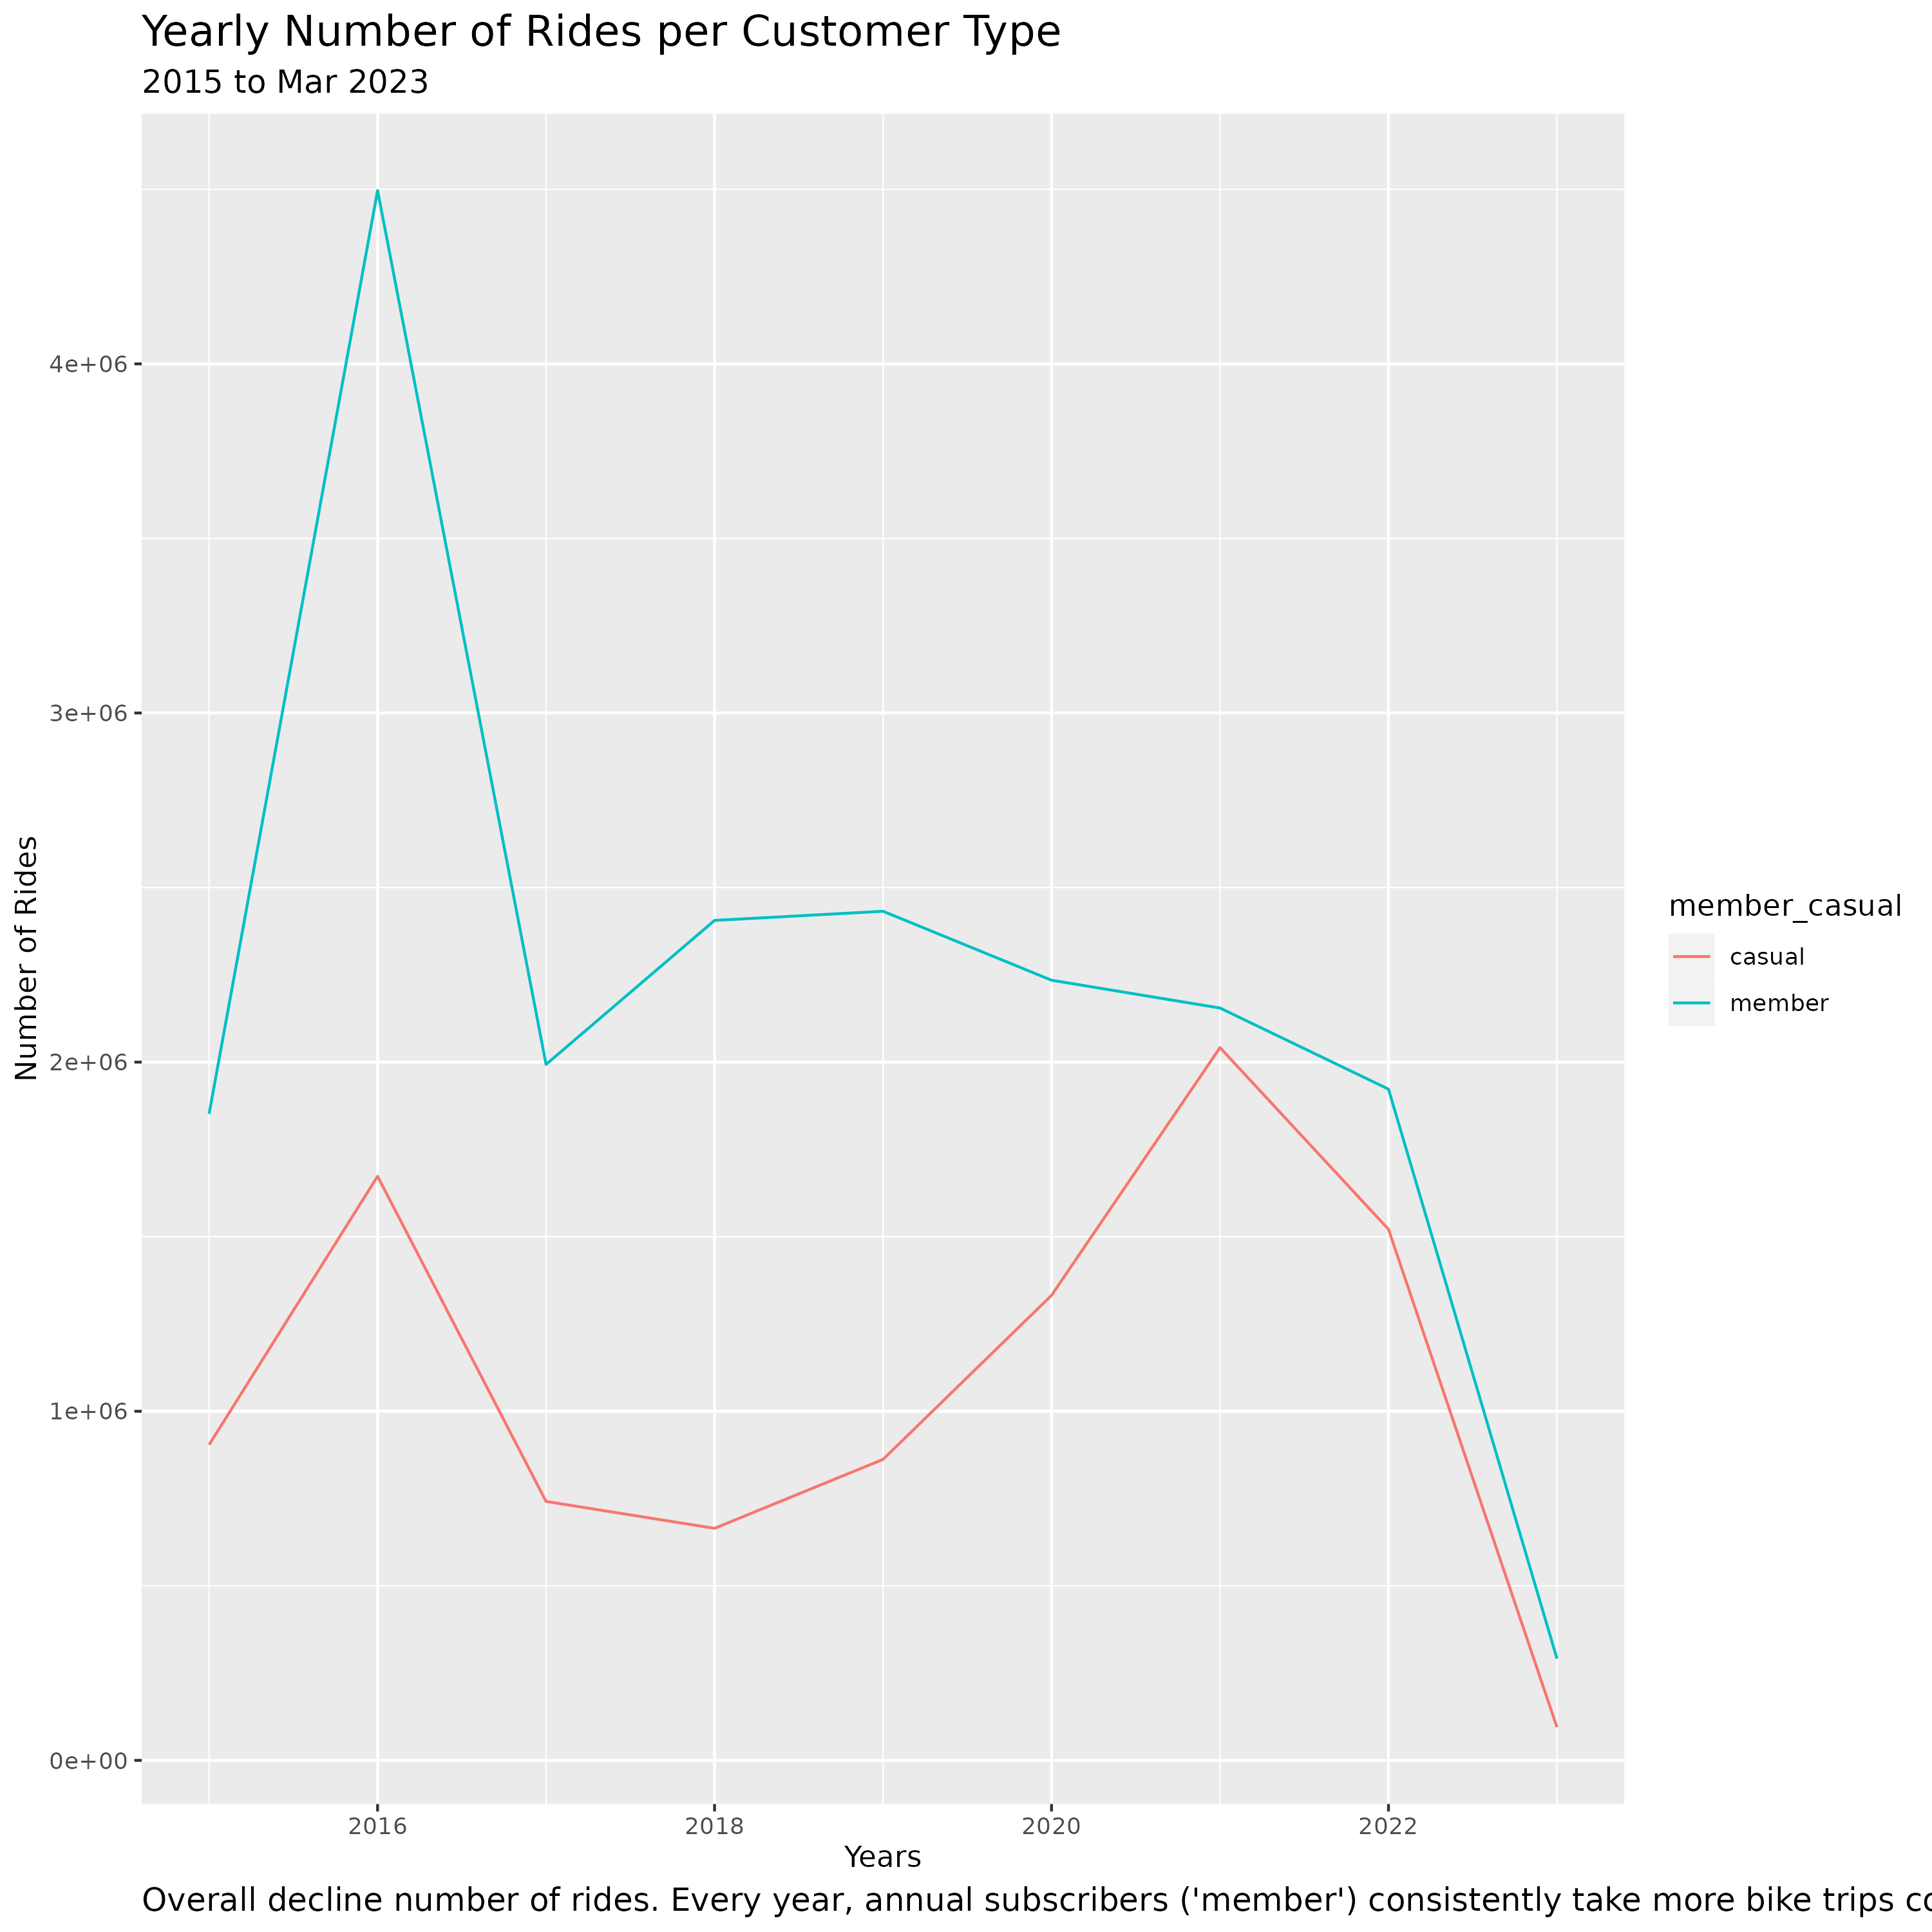 Yearly Number of Rides per Customer Type
2015 to Mar 2023
4e+06
3e+06
2e+06
1e+06
0e+00
Number of Rides
2016
2018
2020
2022
Years
member_casual
casual
member
Overall decline number of rides. Every year, annual subscribers ('member') consistently take more bike trips